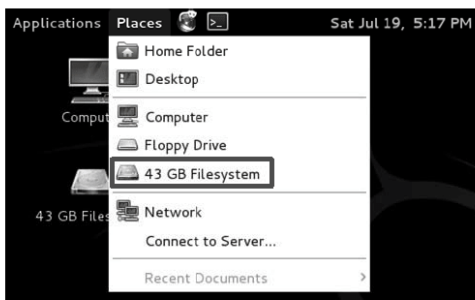 Applications Places Sat Jul 19, 5:17 PM
Home Folder
Desktop
Comput
Computer
Floppy Drive
43 GB Filesystem
43 GB Files
Network
Connect to Server...
Recent Documents